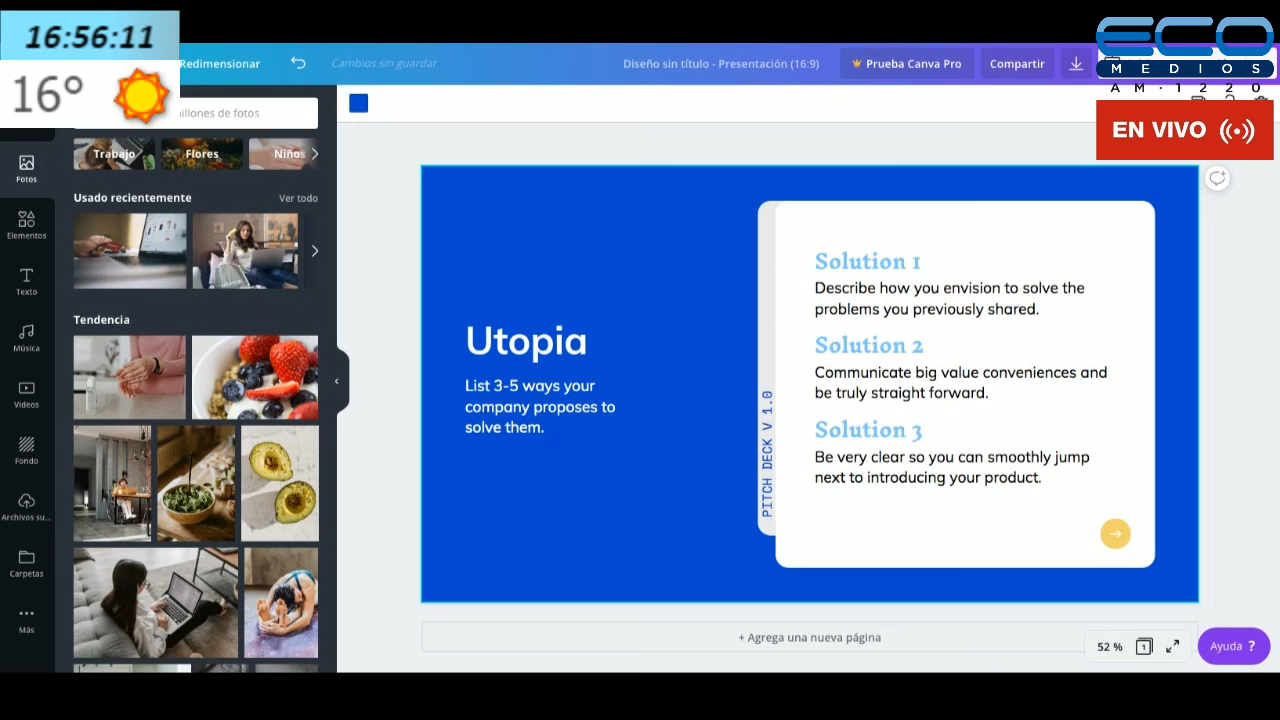 16:56:11
16°
Redimensionar
Cambios sin guardar
Diseño sin título - Presentación (16:9)
Prueba Canva Pro
Compartir
ECO
MEDIOS
AM·1220
EN VIVO
illones de fotos
Trabajo
Flores
Niños
Usado recientemente
Ver todo
Tendencia
Fotos
Elementos
Texto
Música
Videos
Fondo
Archivos su...
Carpetas
Más
Utopia
List 3-5 ways your
company proposes to
solve them.
PITCH DECK V 1.0
Solution 1
Describe how you envision to solve the
problems you previously shared.
Solution 2
Communicate big value conveniences and
be truly straight forward.
Solution 3
Be very clear so you can smoothly jump
next to introducing your product.
+ Agrega una nueva página
52 %
1
Ayuda ?